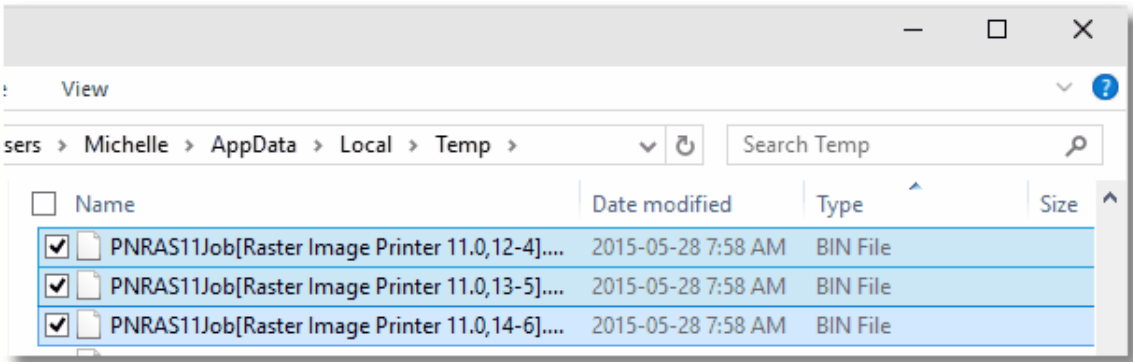 View
?
sers > Michelle > AppData > Local > Temp >
Search Temp
Name Date modified Type Size
PNRAS11Job[Raster Image Printer 11.0,12-4].... 2015-05-28 7:58 AM BIN File
PNRAS11Job[Raster Image Printer 11.0,13-5].... 2015-05-28 7:58 AM BIN File
PNRAS11Job[Raster Image Printer 11.0,14-6].... 2015-05-28 7:58 AM BIN File